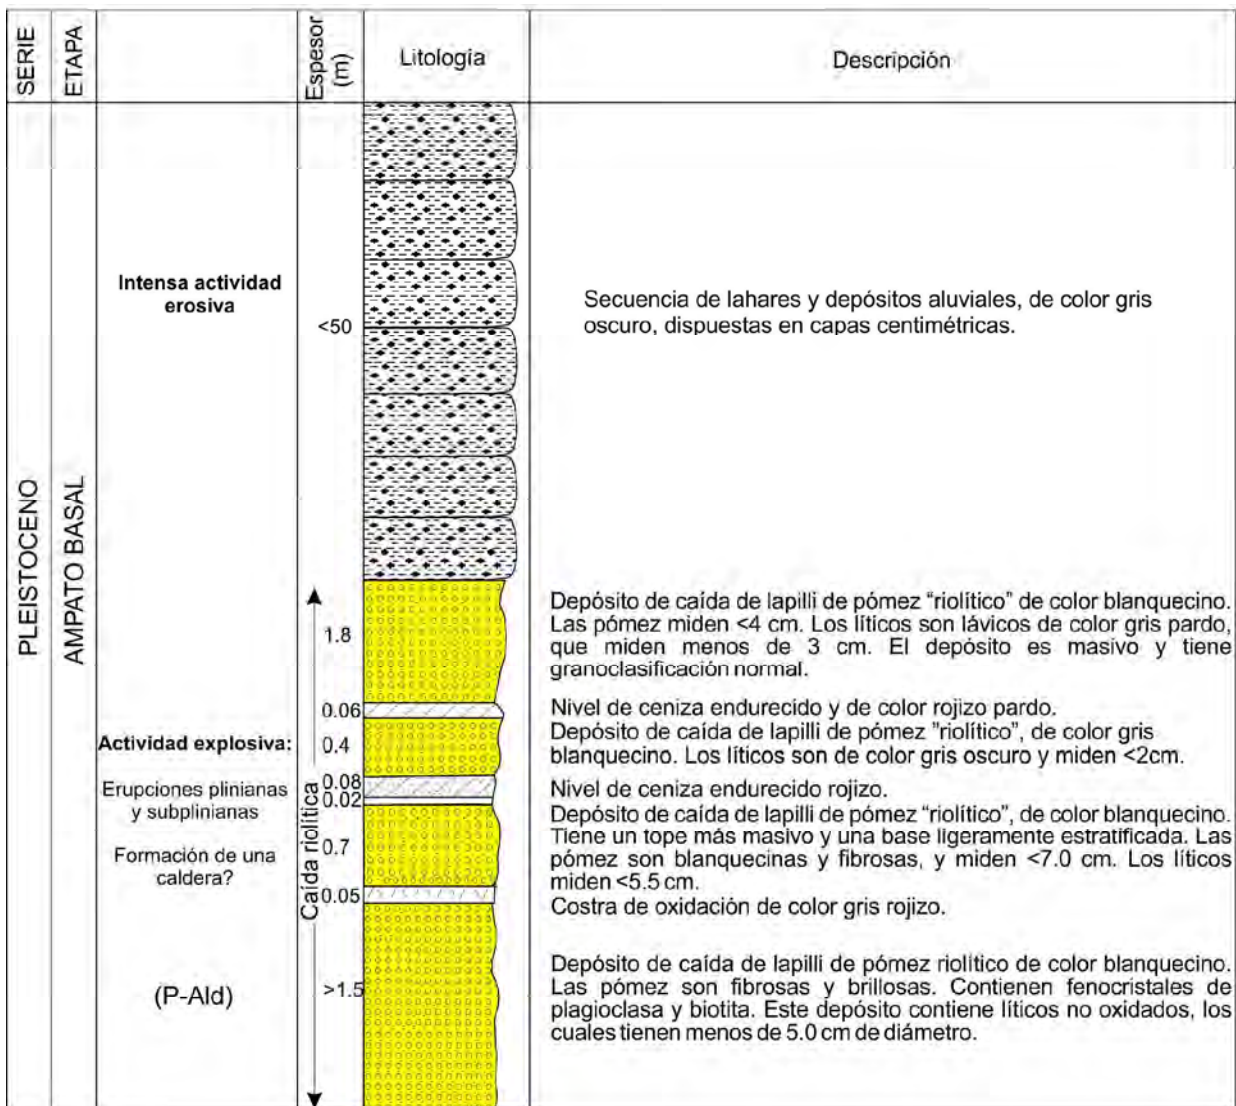 SERIE
ETAPA
Espesor
(m)
Litología
Descripción
PLEISTOCENO
AMPATO BASAL
Intensa actividad
erosiva
<50
Secuencia de lahares y depósitos aluviales, de color gris
oscuro, dispuestas en capas centimétricas.
Actividad explosiva:
Erupciones plinianas
y subplinianas
Formación de una
caldera?
(P-Ald)
Caída riolítica
1.8
Depósito de caída de lapilli de pómez “riolítico” de color blanquecino.
Las pómez miden <4 cm. Los líticos son lávicos de color gris pardo,
que miden menos de 3 cm. El depósito es masivo y tiene
granoclasificación normal.
0.06
Nivel de ceniza endurecido y de color rojizo pardo.
0.4
Depósito de caída de lapilli de pómez ”riolítico”, de color gris
blanquecino. Los líticos son de color gris oscuro y miden <2cm.
0.08
Nivel de ceniza endurecido rojizo.
0.02
0.7
Depósito de caída de lapilli de pómez “riolítico”, de color blanquecino.
Tiene un tope más masivo y una base ligeramente estratificada. Las
pómez son blanquecinas y fibrosas, y miden <7.0 cm. Los líticos
miden <5.5 cm.
0.05
Costra de oxidación de color gris rojizo.
>1.5
Depósito de caída de lapilli de pómez riolítico de color blanquecino.
Las pómez son fibrosas y brillosas. Contienen fenocristales de
plagioclasa y biotita. Este depósito contiene líticos no oxidados, los
cuales tienen menos de 5.0 cm de diámetro.